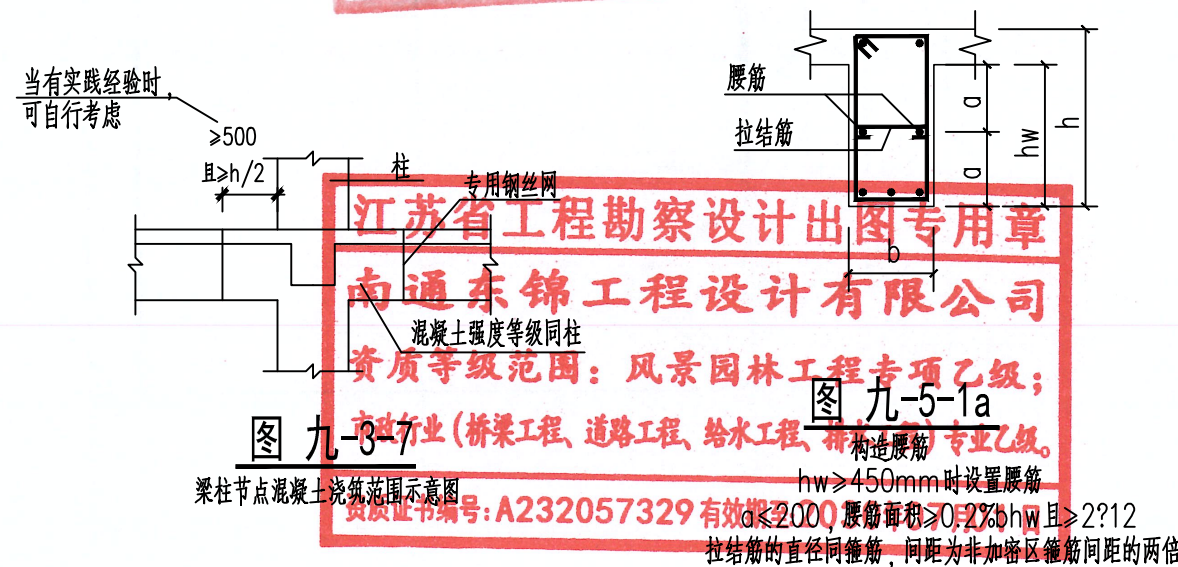 当有实践经验时,
可自行考虑
≥500
且≥h/2
柱
专用钢丝网
混凝土强度等级同柱
图 九-3-7
梁柱节点混凝土浇筑范围示意图
腰筋
拉结筋
a
a
hw
h
b
图 九-5-1a
构造腰筋
hw≥450mm时设置腰筋
a≤200, 腰筋面积≥0.2%bhw且≥2?12
拉结筋的直径同箍筋, 间距为非加密区箍筋间距的两倍
江苏省工程勘察设计出图专用章
南通东锦工程设计有限公司
资质等级范围：风景园林工程专项乙级；
市政行业（桥梁工程、道路工程、给水工程、排水工程）专业乙级。
资质证书编号：A232057329 有效期至